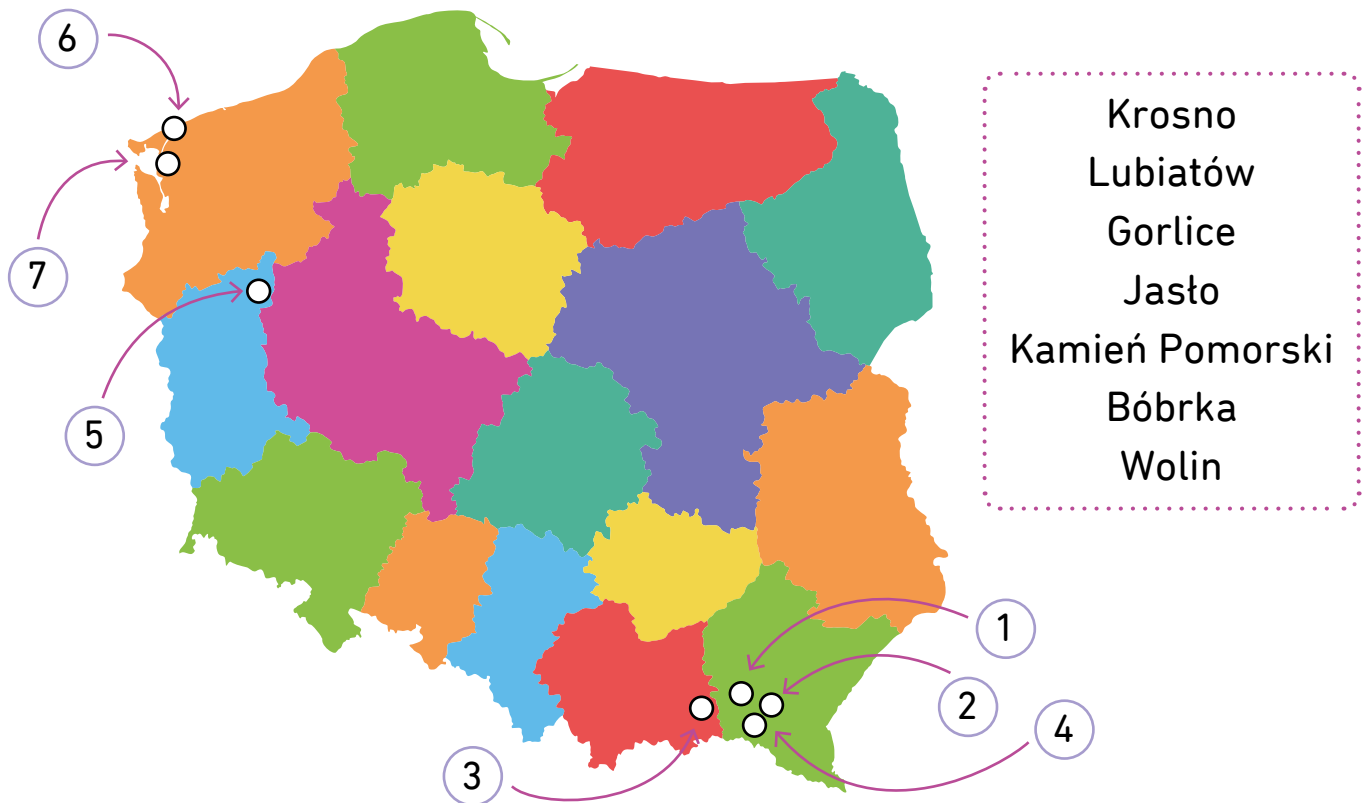 6
7
5
1
2
4
3
Krosno
Lubiatów
Gorlice
Jasło
Kamień Pomorski
Bóbrka
Wolin